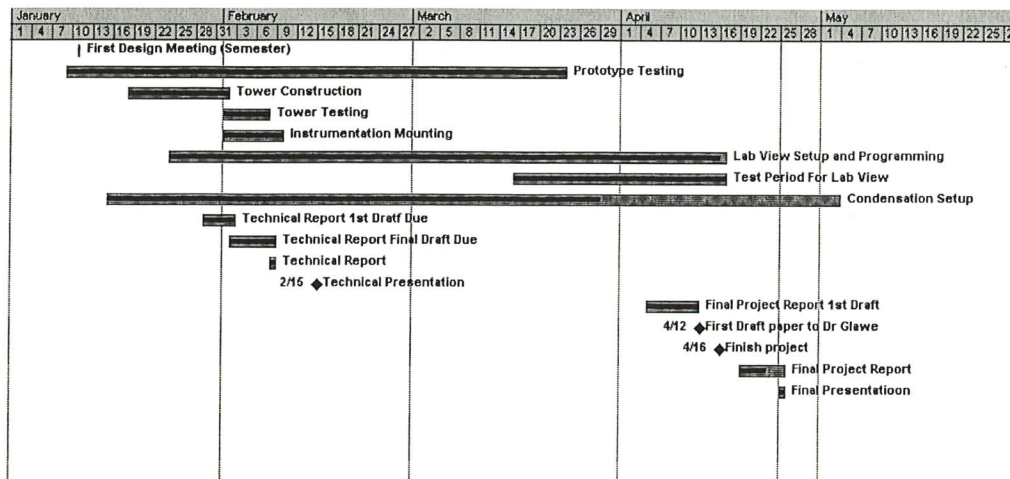 January February March April May
1 4 7 10 13 16 19 22 25 28 31 3 6 9 12 15 18 21 24 27 2 5 8 11 14 17 20 23 26 29 1 4 7 10 13 16 19 22 25 28 1 4 7 10 13 16 19 22 25
First Design Meeting (Semester)
Prototype Testing
Tower Construction
Tower Testing
Instrumentation Mounting
Lab View Setup and Programming
Test Period For Lab View
Condensation Setup
Technical Report 1st Dratf Due
Technical Report Final Draft Due
Technical Report
2/15 Technical Presentation
Final Project Report 1st Draft
4/12 First Draft paper to Dr Glawe
4/16 Finish project
Final Project Report
Final Presentatioon